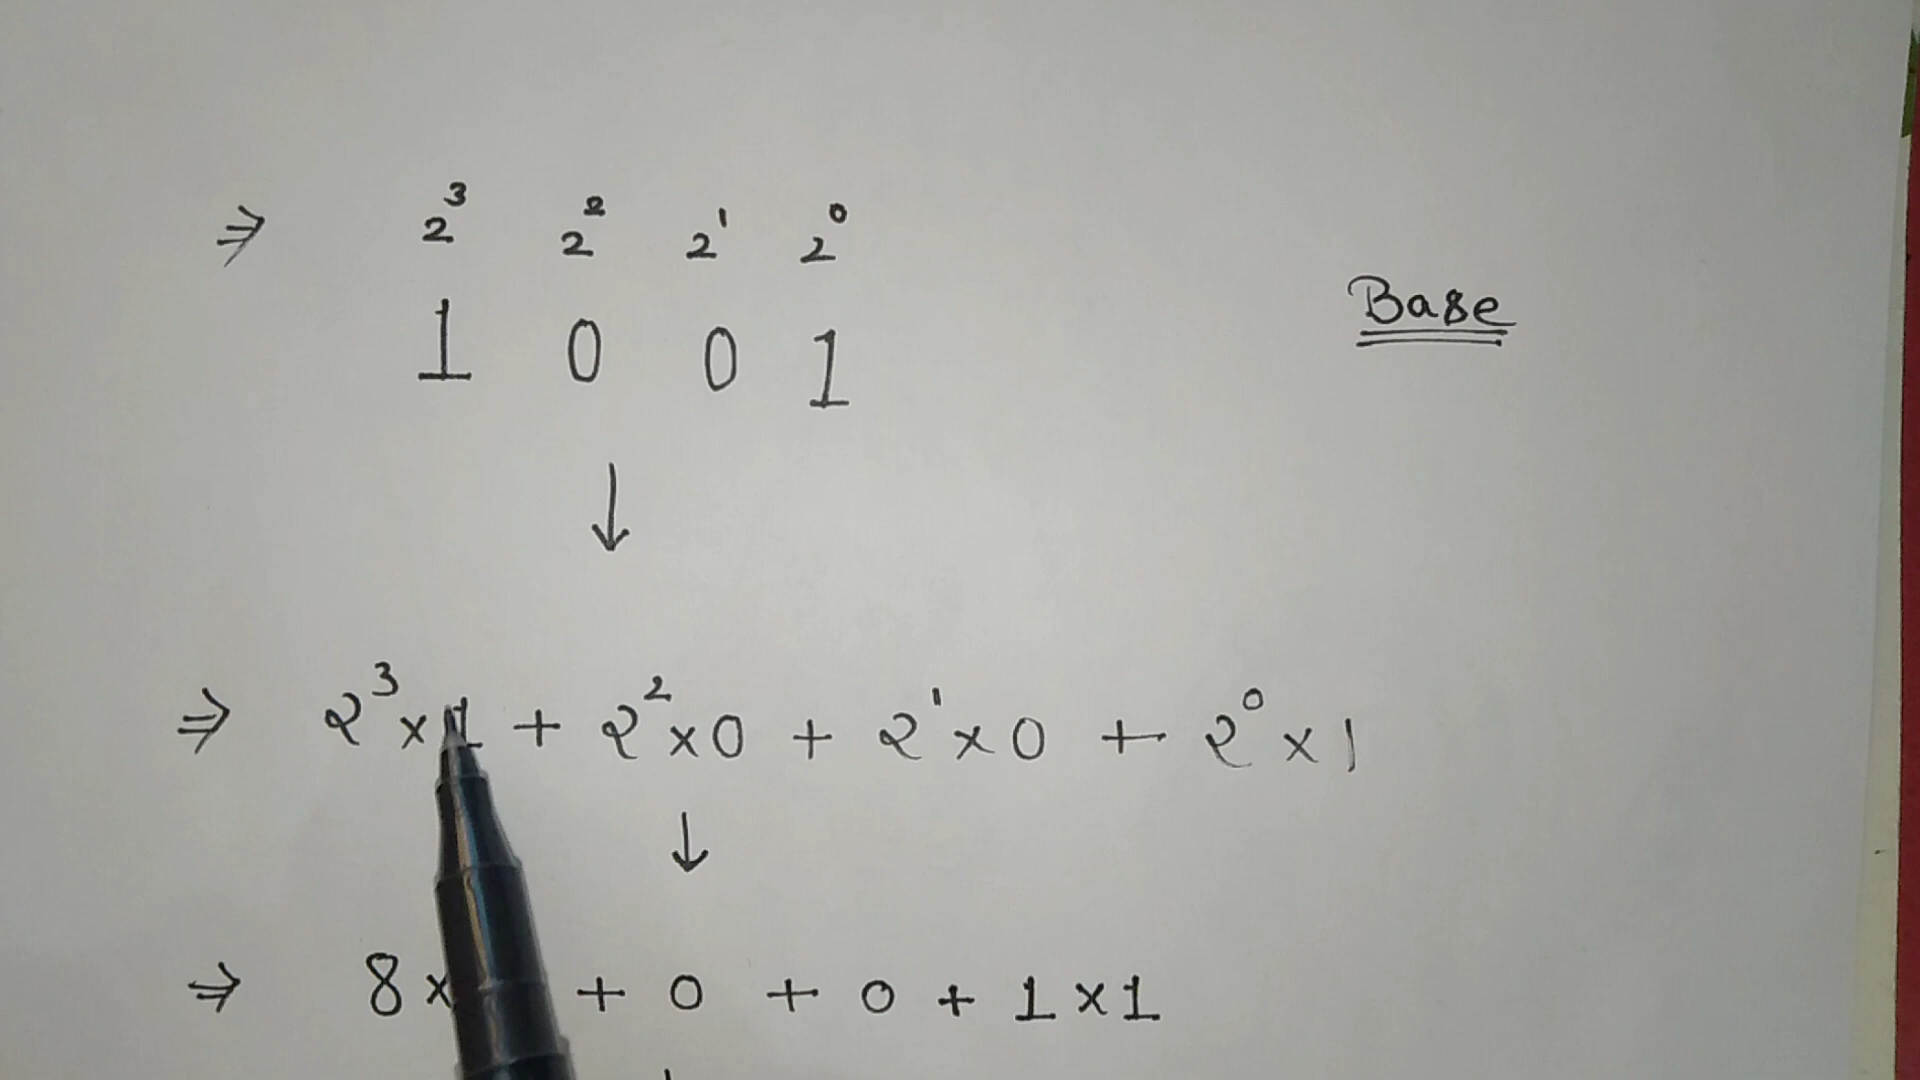 ⇒ 2³ 2² 2¹ 2⁰
Base
1 0 0 1
↓
⇒ 2³×1 + 2²×0 + 2¹×0 + 2⁰×1
↓
⇒ 8× + 0 + 0 + 1×1